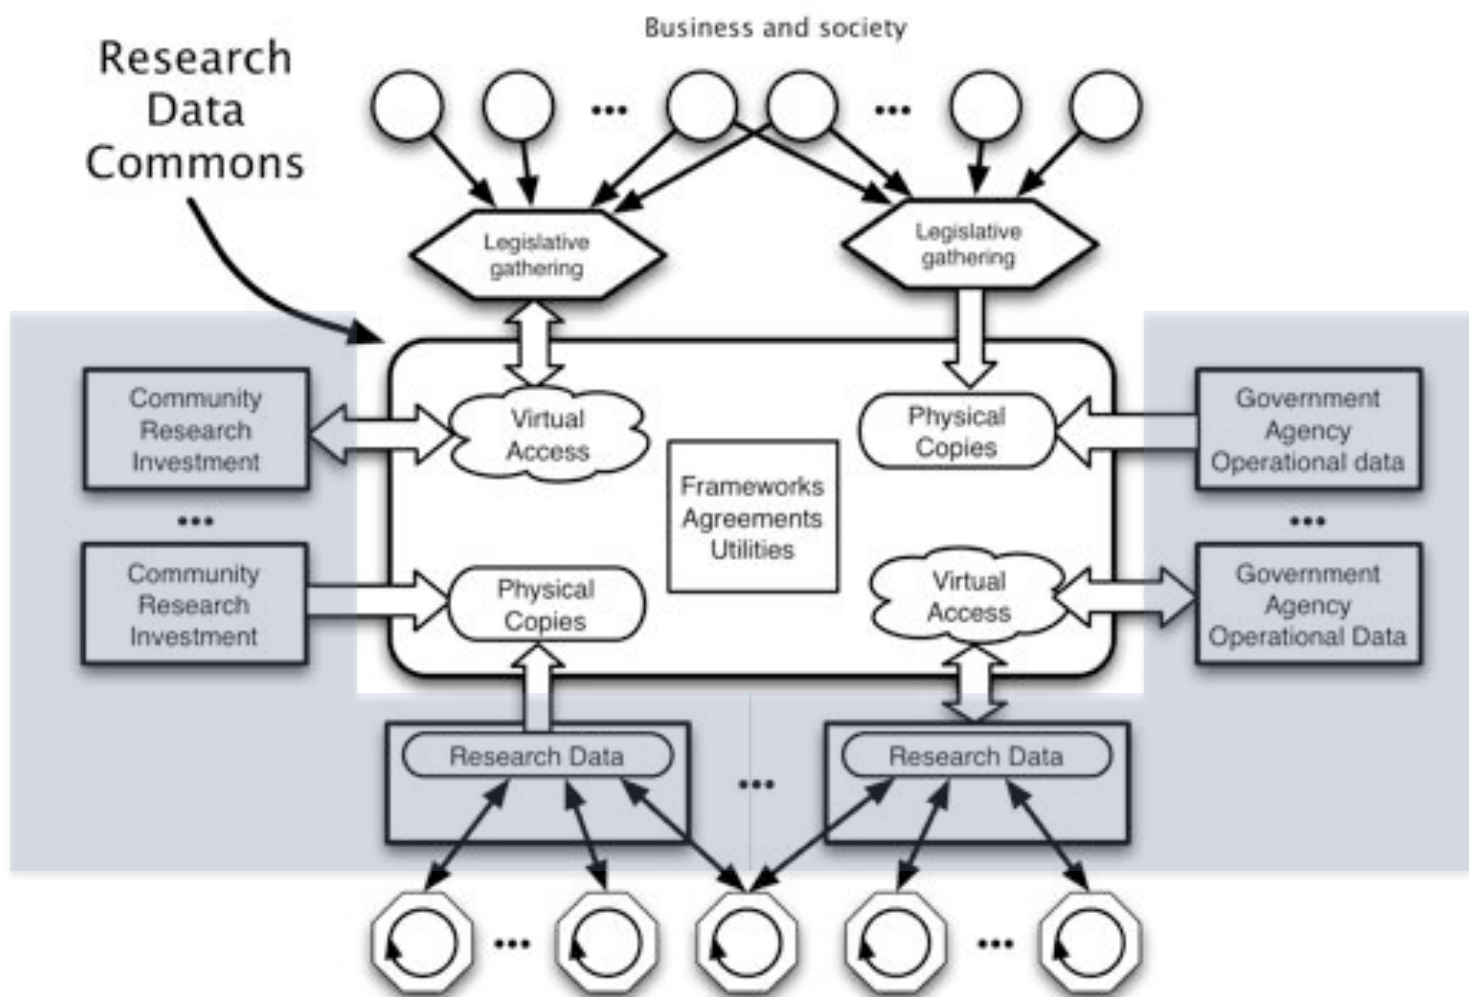 Business and society
Research
Data
Commons
...
...
Legislative
gathering
Legislative
gathering
Community
Research
Investment
Virtual
Access
Physical
Copies
Government
Agency
Operational data
...
Frameworks
Agreements
Utilities
...
Community
Research
Investment
Physical
Copies
Virtual
Access
Government
Agency
Operational Data
Research Data
...
Research Data
...
...